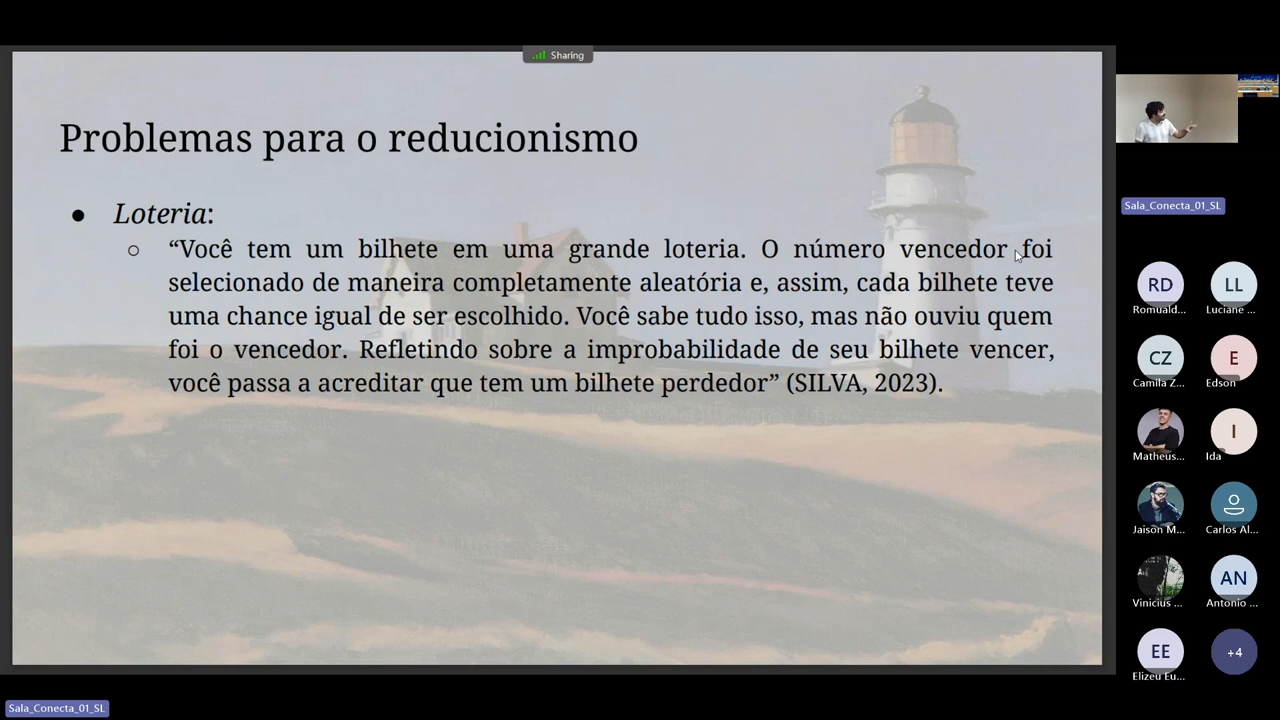 Sharing
Problemas para o reducionismo
● Loteria:
○ “Você tem um bilhete em uma grande loteria. O número vencedor foi
selecionado de maneira completamente aleatória e, assim, cada bilhete teve
uma chance igual de ser escolhido. Você sabe tudo isso, mas não ouviu quem
foi o vencedor. Refletindo sobre a improbabilidade de seu bilhete vencer,
você passa a acreditar que tem um bilhete perdedor” (SILVA, 2023).
Sala_Conecta_01_SL
RD LL
Romuald... Luciane ...
CZ E
Camila Z... Edson
I
Matheus... Ida
Jaison M... Carlos Al...
AN
Vinicius ... Antonio ...
EE +4
Elizeu Eu...
Sala_Conecta_01_SL